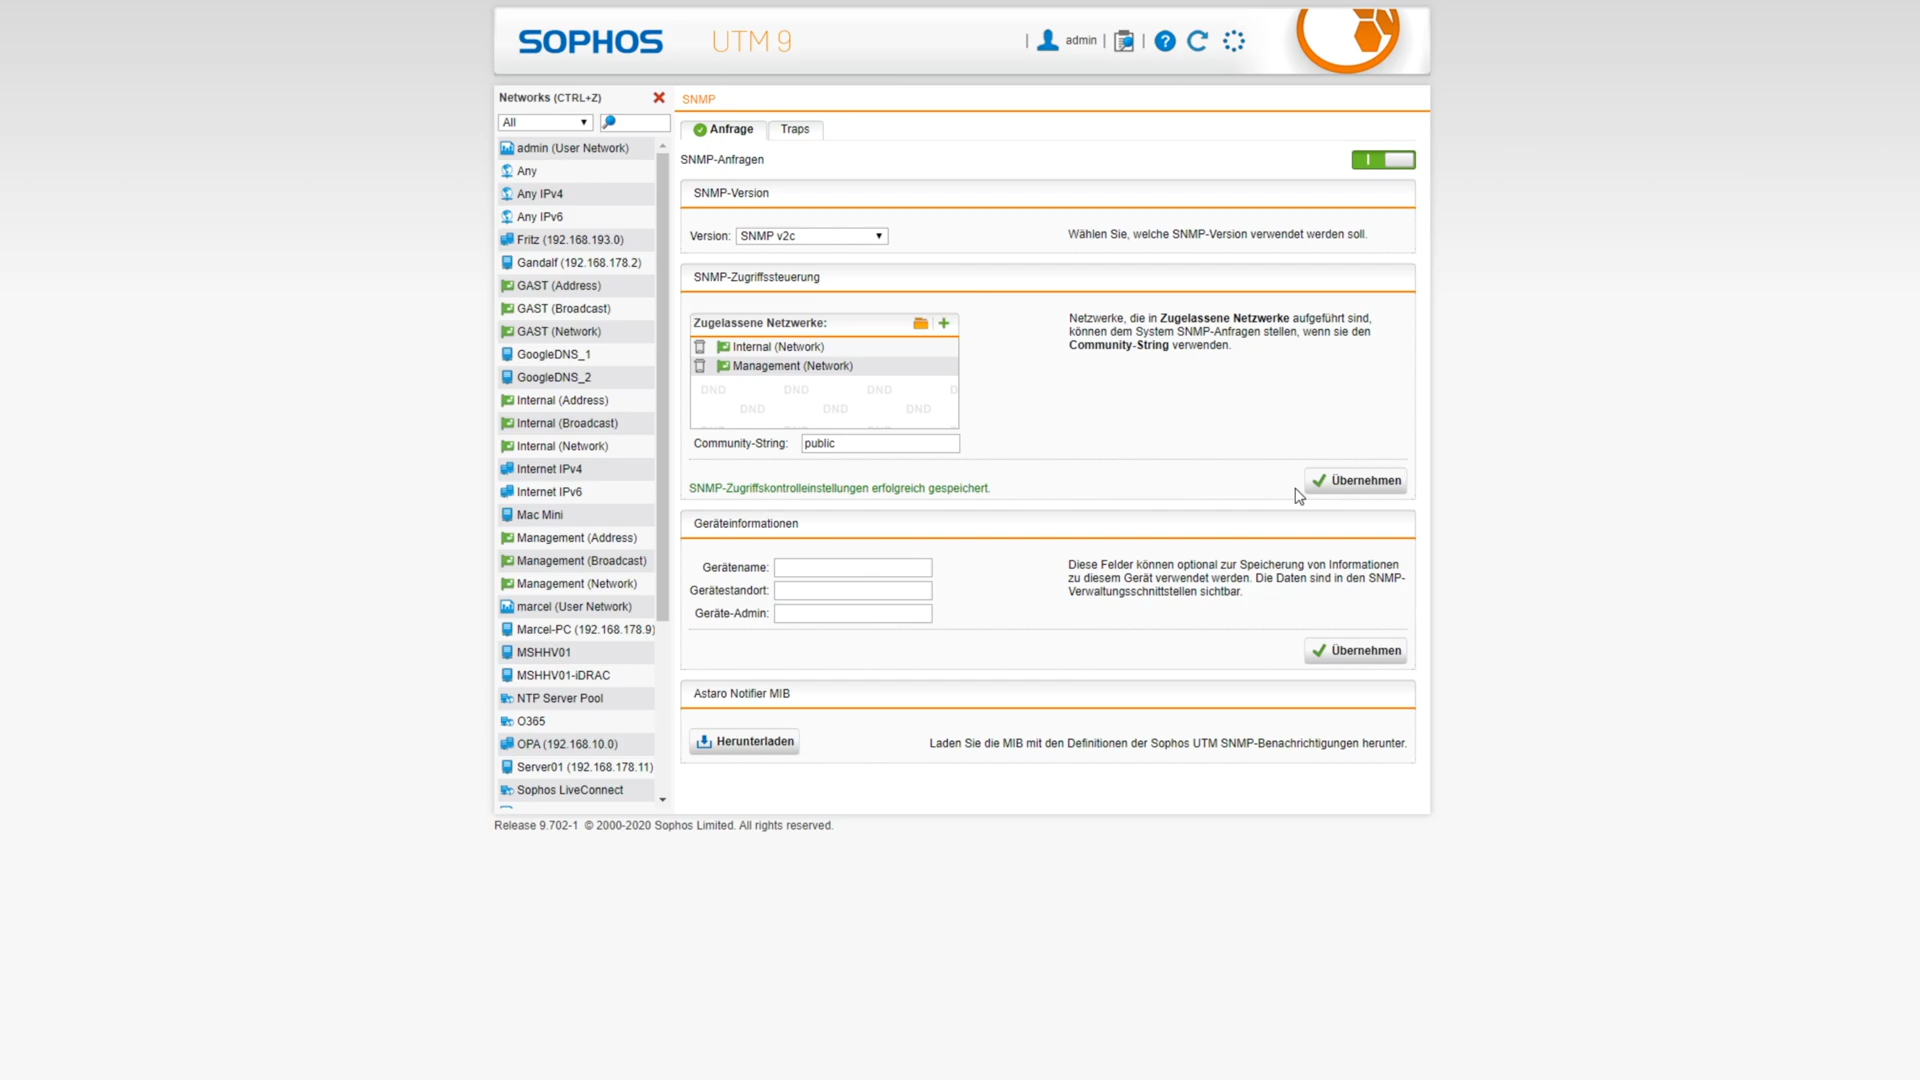 SOPHOS UTM 9
admin
Networks (CTRL+Z)
All
admin (User Network)
Any
Any IPv4
Any IPv6
Fritz (192.168.193.0)
Gandalf (192.168.178.2)
GAST (Address)
GAST (Broadcast)
GAST (Network)
GoogleDNS_1
GoogleDNS_2
Internal (Address)
Internal (Broadcast)
Internal (Network)
Internet IPv4
Internet IPv6
Mac Mini
Management (Address)
Management (Broadcast)
Management (Network)
marcel (User Network)
Marcel-PC (192.168.178.9)
MSHHV01
MSHHV01-iDRAC
NTP Server Pool
O365
OPA (192.168.10.0)
Server01 (192.168.178.11)
Sophos LiveConnect
SNMP
Anfrage
Traps
SNMP-Anfragen
SNMP-Version
Version: SNMP v2c
Wählen Sie, welche SNMP-Version verwendet werden soll.
SNMP-Zugriffssteuerung
Zugelassene Netzwerke:
Internal (Network)
Management (Network)
DND DND DND D
DND DND DND
Netzwerke, die in Zugelassene Netzwerke aufgeführt sind,
können dem System SNMP-Anfragen stellen, wenn sie den
Community-String verwenden.
Community-String: public
SNMP-Zugriffskontrolleinstellungen erfolgreich gespeichert.
Übernehmen
Geräteinformationen
Gerätename:
Gerätestandort:
Geräte-Admin:
Diese Felder können optional zur Speicherung von Informationen
zu diesem Gerät verwendet werden. Die Daten sind in den SNMP-
Verwaltungsschnittstellen sichtbar.
Übernehmen
Astaro Notifier MIB
Herunterladen
Laden Sie die MIB mit den Definitionen der Sophos UTM SNMP-Benachrichtigungen herunter.
Release 9.702-1 © 2000-2020 Sophos Limited. All rights reserved.